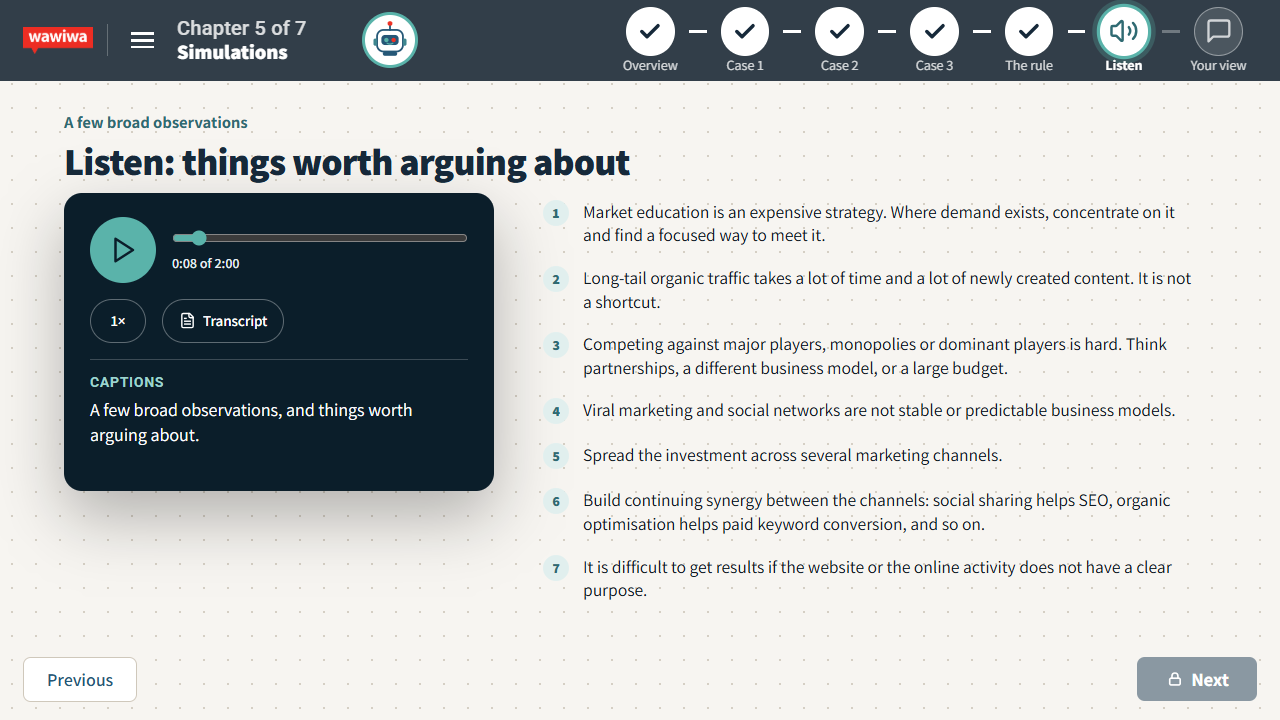 wawiwa
Chapter 5 of 7
Simulations
Overview
Case 1
Case 2
Case 3
The rule
Listen
Your view
A few broad observations
Listen: things worth arguing about
0:08 of 2:00
1×
Transcript
CAPTIONS
A few broad observations, and things worth
arguing about.
1 Market education is an expensive strategy. Where demand exists, concentrate on it
and find a focused way to meet it.
2 Long-tail organic traffic takes a lot of time and a lot of newly created content. It is not
a shortcut.
3 Competing against major players, monopolies or dominant players is hard. Think
partnerships, a different business model, or a large budget.
4 Viral marketing and social networks are not stable or predictable business models.
5 Spread the investment across several marketing channels.
6 Build continuing synergy between the channels: social sharing helps SEO, organic
optimisation helps paid keyword conversion, and so on.
7 It is difficult to get results if the website or the online activity does not have a clear
purpose.
Previous
Next